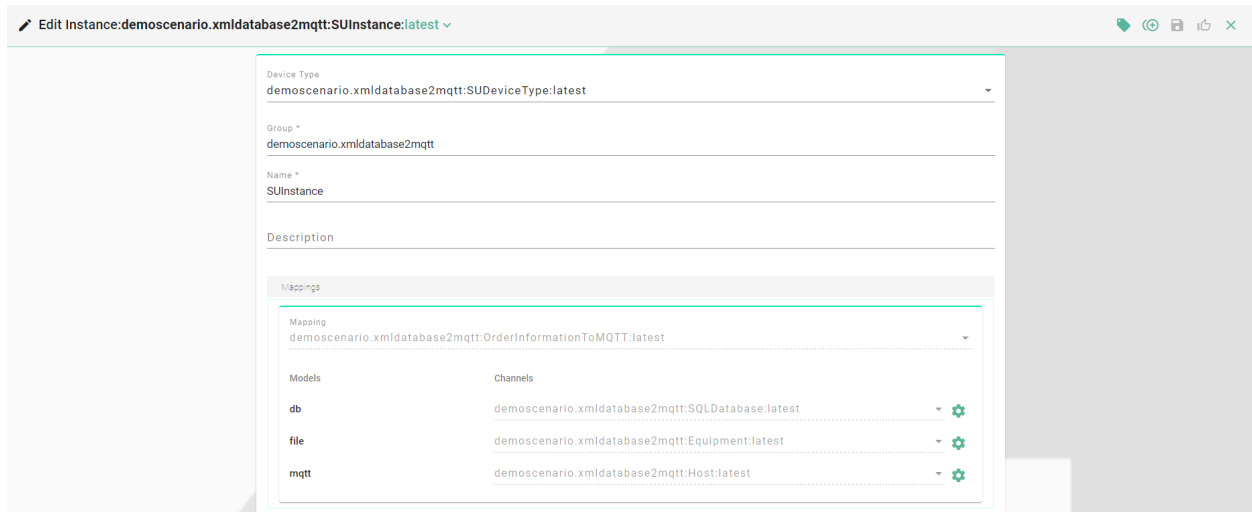 Edit Instance:demoscenario.xmldatabase2mqtt:SUInstance:latest
Device Type
demoscenario.xmldatabase2mqtt:SUDeviceType:latest
Group *
demoscenario.xmldatabase2mqtt
Name *
SUInstance
Description
Mappings
Mapping
demoscenario.xmldatabase2mqtt:OrderInformationToMQTT:latest
Models Channels
db demoscenario.xmldatabase2mqtt:SQLDatabase:latest
file demoscenario.xmldatabase2mqtt:Equipment:latest
mqtt demoscenario.xmldatabase2mqtt:Host:latest